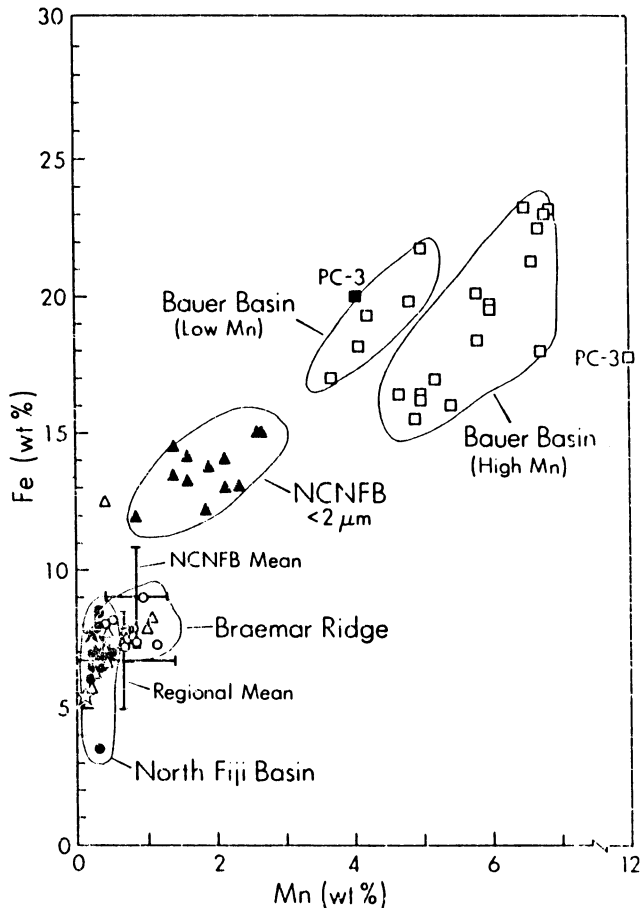 30
25
20
15
10
5
0
Fe (wt %)
PC-3
Bauer Basin
(Low Mn)
PC-3
Bauer Basin
(High Mn)
NCNFB
<2 μm
NCNFB Mean
Braemar Ridge
Regional Mean
North Fiji Basin
0 2 4 6 12
Mn (wt %)